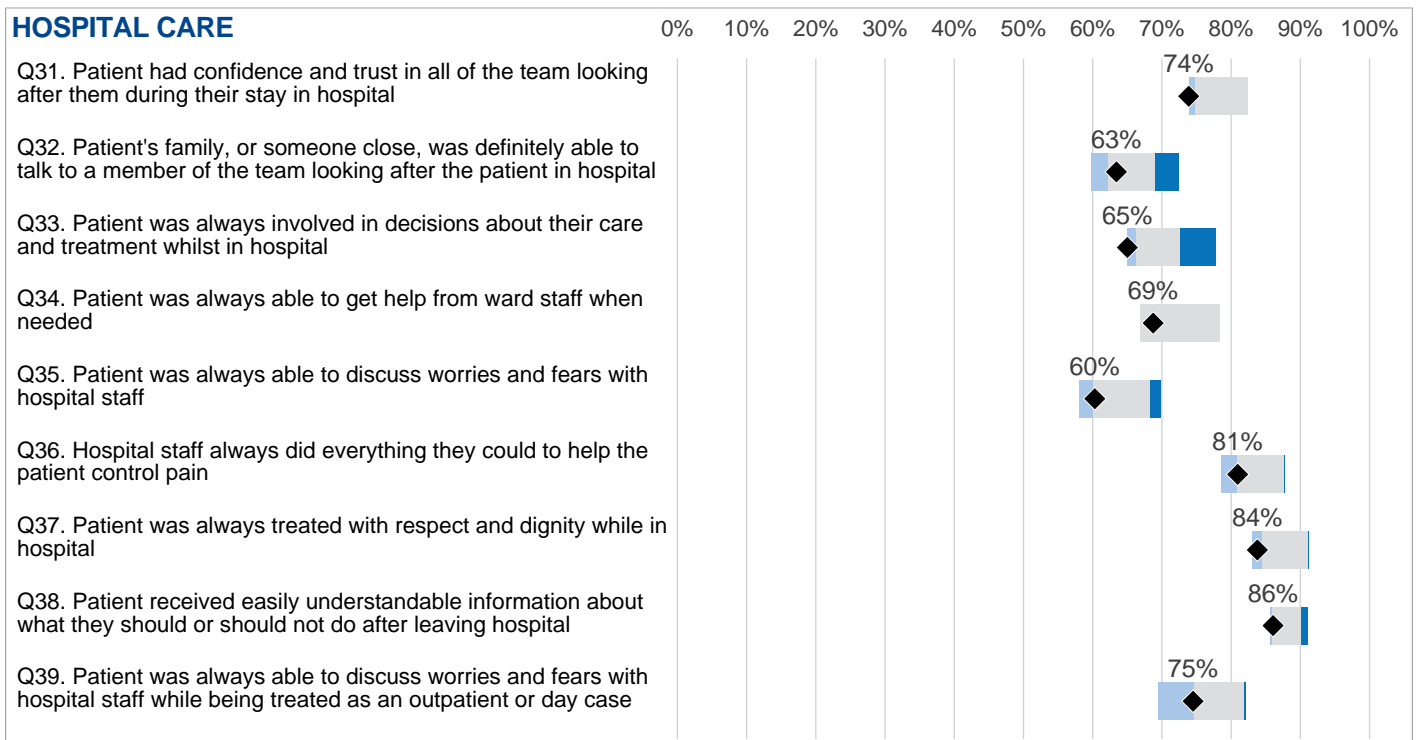 HOSPITAL CARE
0% 10% 20% 30% 40% 50% 60% 70% 80% 90% 100%
Q31. Patient had confidence and trust in all of the team looking
after them during their stay in hospital
74%
Q32. Patient's family, or someone close, was definitely able to
talk to a member of the team looking after the patient in hospital
63%
Q33. Patient was always involved in decisions about their care
and treatment whilst in hospital
65%
Q34. Patient was always able to get help from ward staff when
needed
69%
Q35. Patient was always able to discuss worries and fears with
hospital staff
60%
Q36. Hospital staff always did everything they could to help the
patient control pain
81%
Q37. Patient was always treated with respect and dignity while in
hospital
84%
Q38. Patient received easily understandable information about
what they should or should not do after leaving hospital
86%
Q39. Patient was always able to discuss worries and fears with
hospital staff while being treated as an outpatient or day case
75%